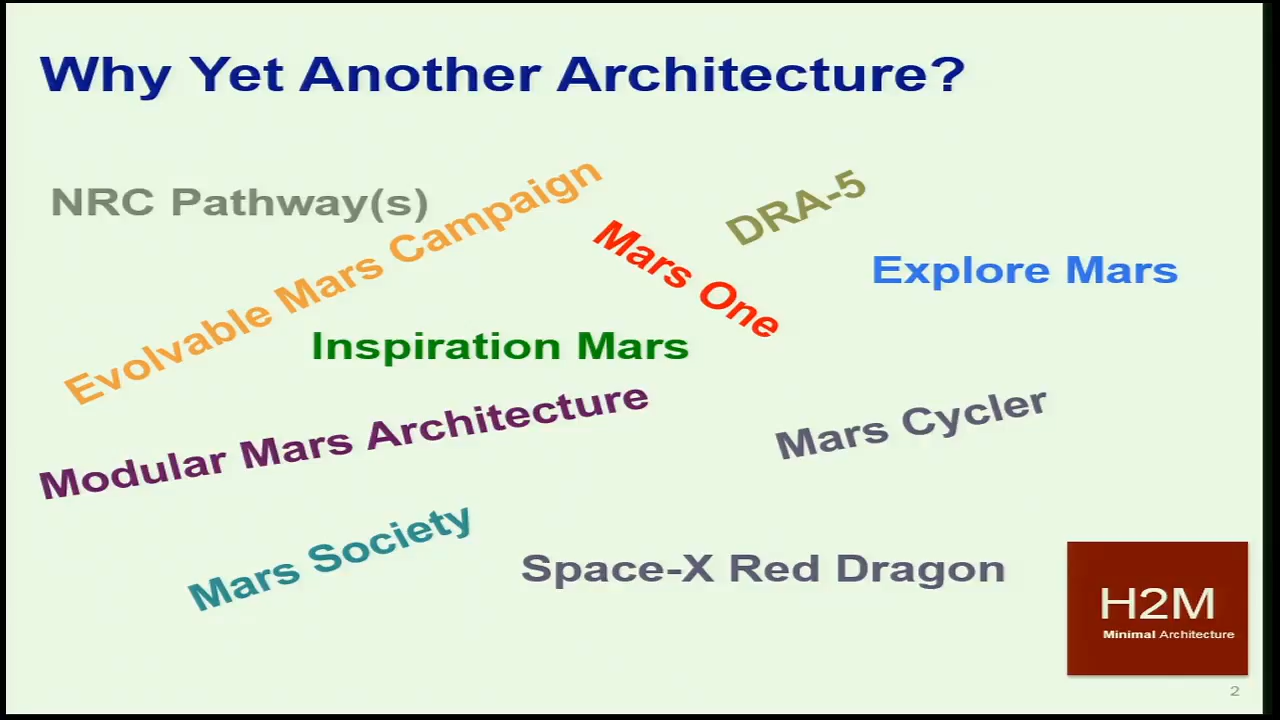 Why Yet Another Architecture?
NRC Pathway(s)
Evolvable Mars Campaign
Mars One
DRA-5
Explore Mars
Inspiration Mars
Modular Mars Architecture
Mars Cycler
Mars Society
Space-X Red Dragon
H2M
Minimal Architecture
2